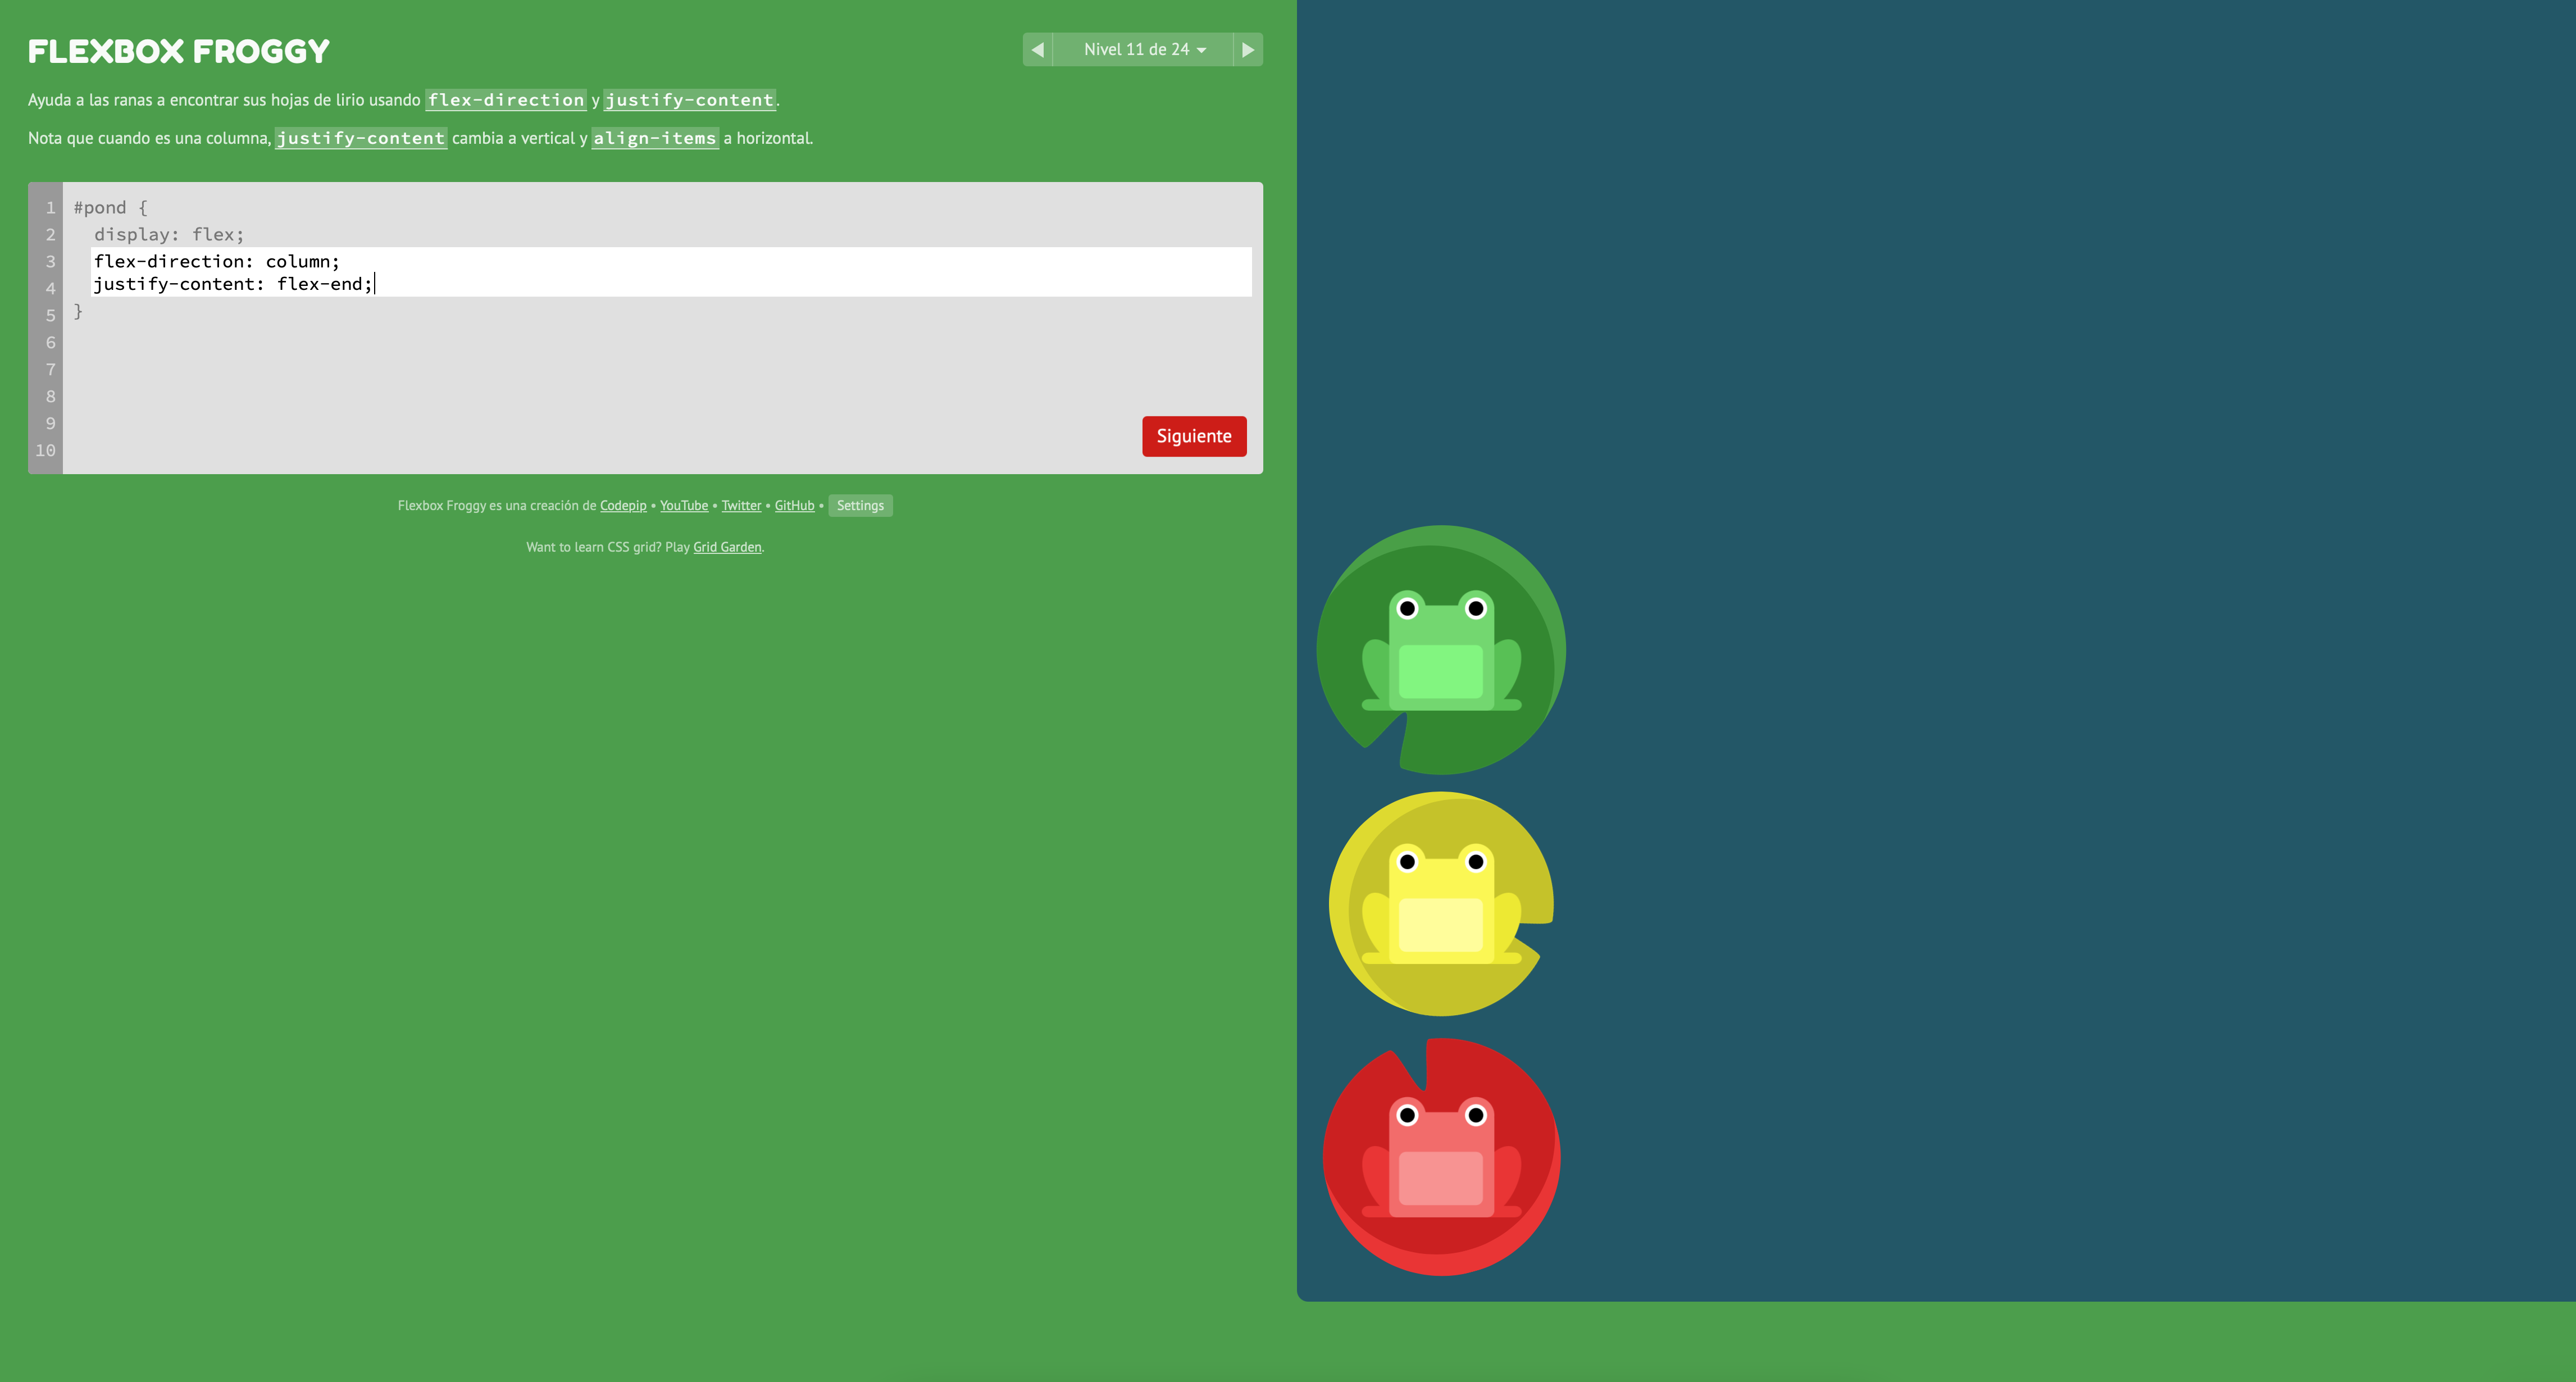 FLEXBOX FROGGY
Nivel 11 de 24
Ayuda a las ranas a encontrar sus hojas de lirio usando flex-direction y justify-content.
Nota que cuando es una columna, justify-content cambia a vertical y align-items a horizontal.
1 #pond {
2 display: flex;
3 flex-direction: column;
4 justify-content: flex-end;
5 }
6
7
8
9
10
Siguiente
Flexbox Froggy es una creación de Codepip • YouTube • Twitter • GitHub • Settings
Want to learn CSS grid? Play Grid Garden.